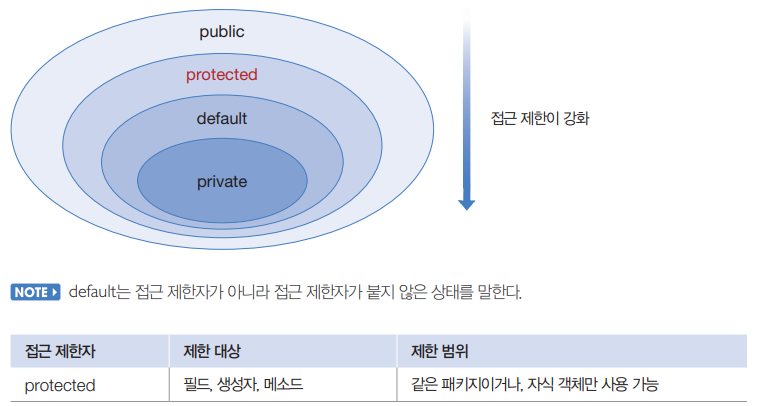 public
protected
default
private
접근 제한이 강화
NOTE default는 접근 제한자가 아니라 접근 제한자가 붙지 않은 상태를 말한다.
접근 제한자 제한 대상 제한 범위
protected 필드, 생성자, 메소드 같은 패키지이거나, 자식 객체만 사용 가능